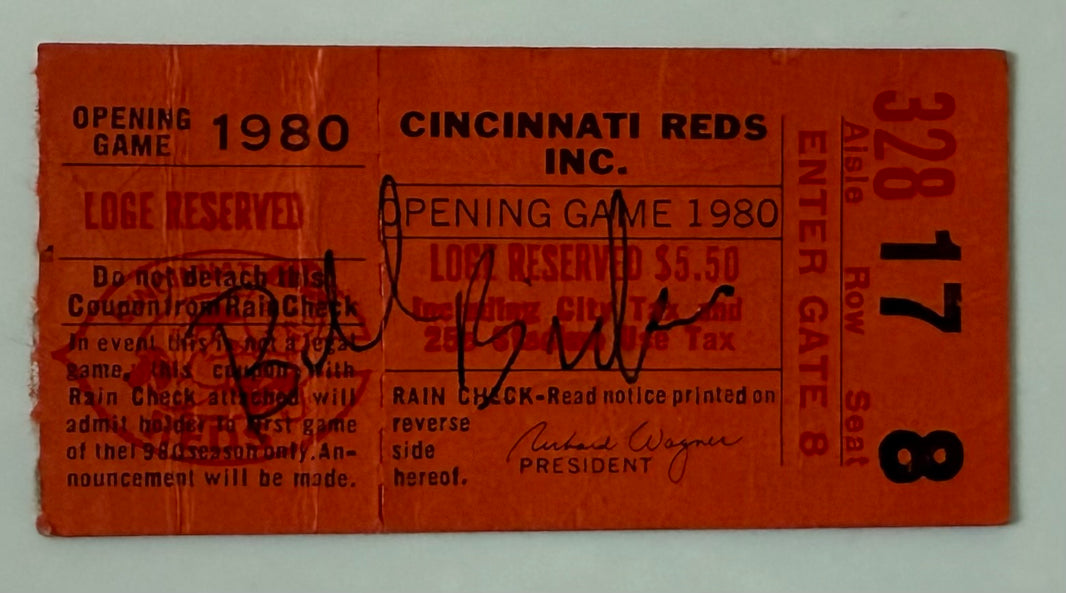 OPENING
GAME 1980
LOGE RESERVED
Do not detach this
Coupon from Rain Check
In event this is not a legal
game, this coupon with
Rain Check attached will
admit holder to first game
of the 1980 season only. An-
nouncement will be made.
REDS
CINCINNATI REDS
INC.
OPENING GAME 1980
LOGE RESERVED $5.50
Including City Tax and
25¢ Stadium Use Tax
RAIN CHECK-Read notice printed on
reverse
side
hereof.
Richard Wagner
PRESIDENT
ENTER GATE 8
Aisle Row Seat
328 17 8